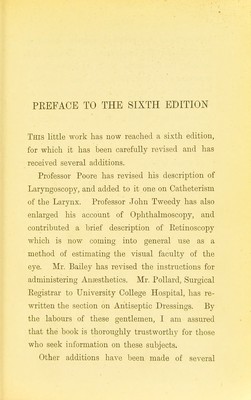 PREFACE TO THE SIXTH EDITION
This little work has now reached a sixth edition,
for which it has been carefully revised and has
received several additions.
Professor Poore has revised his description of
Laryngoscopy, and added to it one on Catheterism
of the Larynx. Professor John Tweedy has also
enlarged his account of Ophthalmoscopy, and
contributed a brief description of Retinoscopy
which is now coming into general use as a
method of estimating the visual faculty of the
eye. Mr. Bailey has revised the instructions for
administering Anæsthetics. Mr. Pollard, Surgical
Registrar to University College Hospital, has re-
written the section on Antiseptic Dressings. By
the labours of these gentlemen, I am assured
that the book is thoroughly trustworthy for those
who seek information on these subjects.
Other additions have been made of several